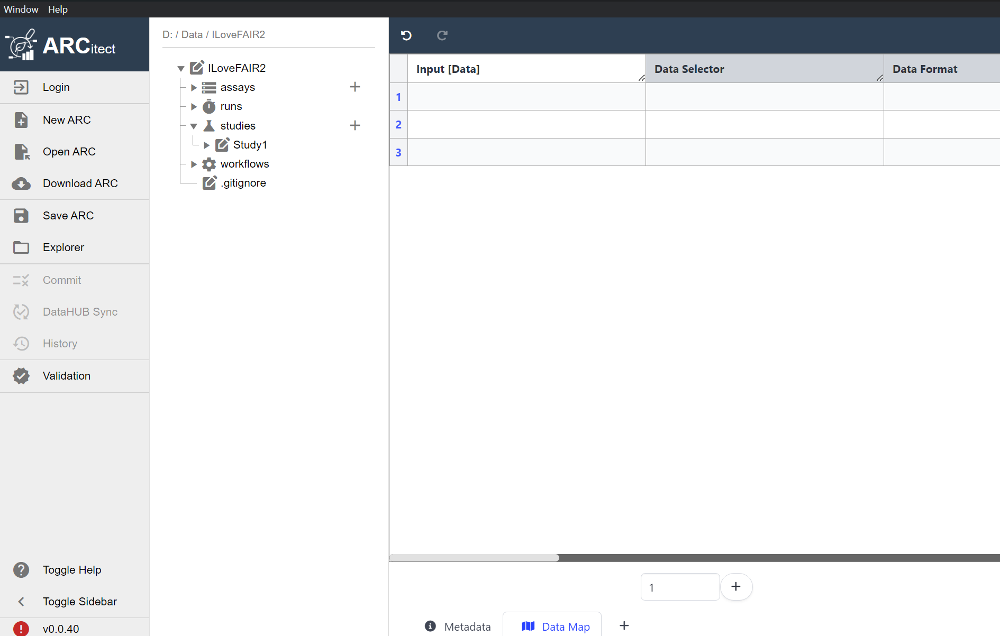 Window Help
ARCitect
Login
New ARC
Open ARC
Download ARC
Save ARC
Explorer
Commit
DataHUB Sync
History
Validation
Toggle Help
Toggle Sidebar
v0.0.40
D: / Data / ILoveFAIR2
ILoveFAIR2
assays
runs
studies
Study1
workflows
.gitignore
Input [Data] Data Selector Data Format
1
2
3
1
Metadata Data Map